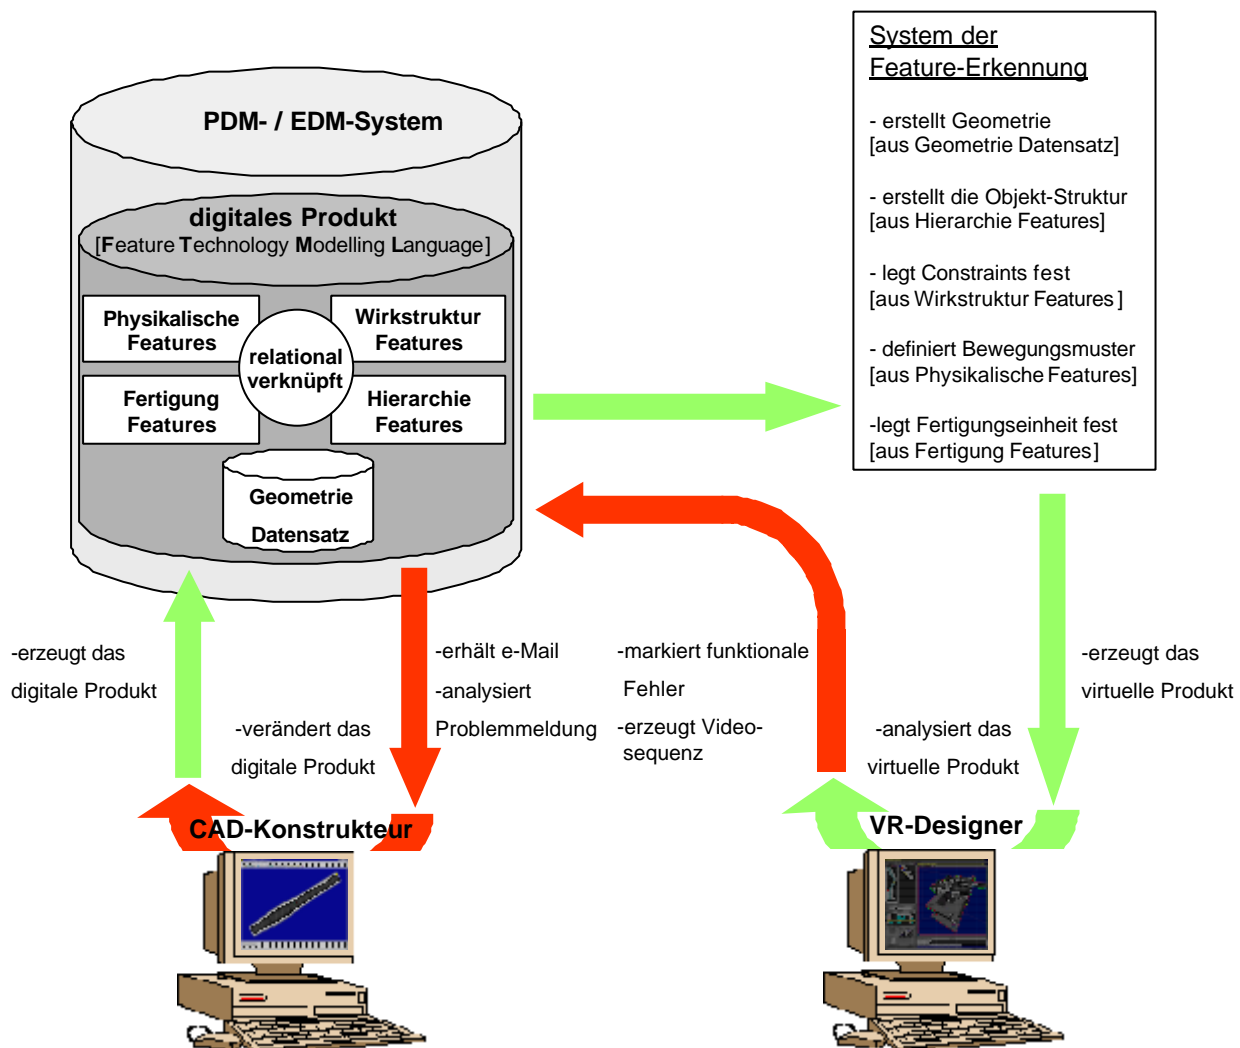 PDM- / EDM-System
digitales Produkt
[Feature Technology Modelling Language]
Physikalische
Features
Wirkstruktur
Features
relational
verknüpft
Fertigung
Features
Hierarchie
Features
Geometrie
Datensatz
System der
Feature-Erkennung
- erstellt Geometrie
[aus Geometrie Datensatz]
- erstellt die Objekt-Struktur
[aus Hierarchie Features]
- legt Constraints fest
[aus Wirkstruktur Features]
- definiert Bewegungsmuster
[aus Physikalische Features]
-legt Fertigungseinheit fest
[aus Fertigung Features]
-erzeugt das
digitale Produkt
-verändert das
digitale Produkt
-erhält e-Mail
-analysiert
Problemmeldung
-markiert funktionale
Fehler
-erzeugt Video-
sequenz
-analysiert das
virtuelle Produkt
-erzeugt das
virtuelle Produkt
CAD-Konstrukteur
VR-Designer